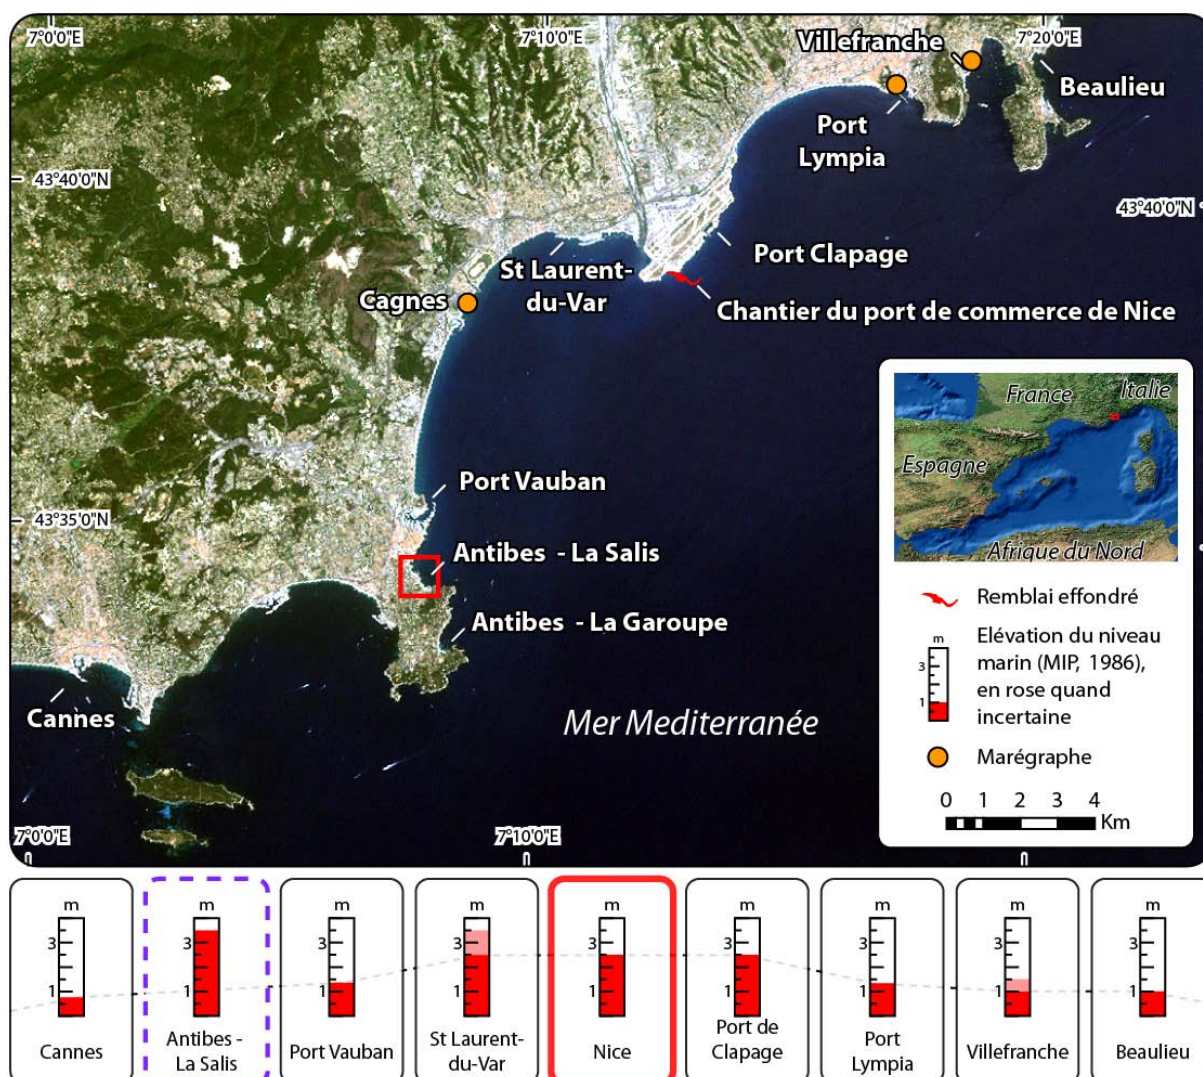 7°0'0"E
7°10'0"E
7°20'0"E
Villefranche
Beaulieu
Port
Lympia
43°40'0"N
43°40'0"N
Port Clapage
St Laurent-
du-Var
Cagnes
Chantier du port de commerce de Nice
France
Italie
Espagne
Afrique du Nord
Port Vauban
43°35'0"N
Antibes - La Salis
Antibes - La Garoupe
Cannes
Mer Mediterranée
Remblai effondré
m
3
1
Elévation du niveau
marin (MIP, 1986),
en rose quand
incertaine
Marégraphe
0 1 2 3 4
Km
7°0'0"E
7°10'0"E
m
3
1
Cannes
m
3
1
Antibes -
La Salis
m
3
1
Port Vauban
m
3
1
St Laurent-
du-Var
m
3
1
Nice
m
3
1
Port de
Clapage
m
3
1
Port
Lympia
m
3
1
Villefranche
m
3
1
Beaulieu